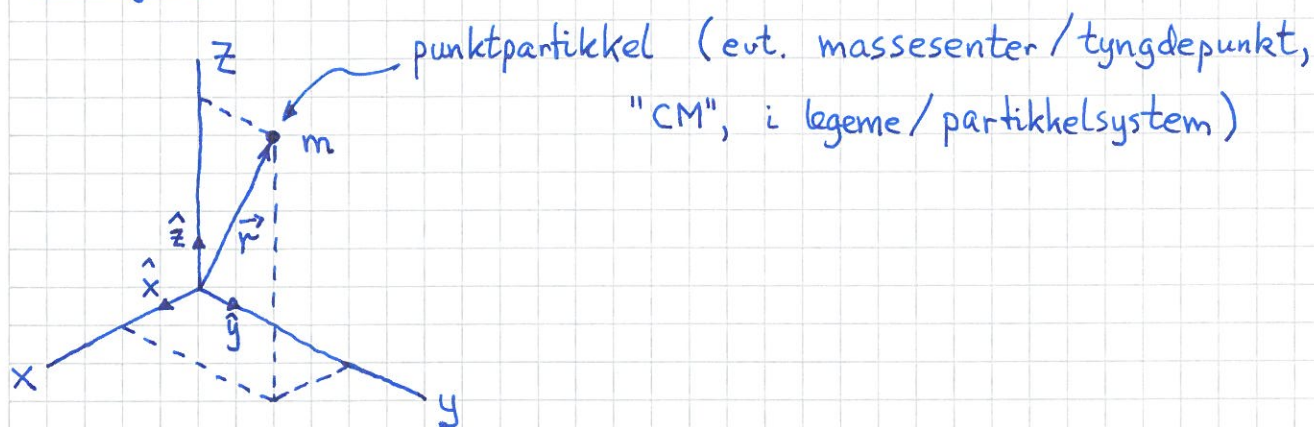 Z
punktpartikkel (evt. massesenter/tyngdepunkt,
"CM", i legeme/partikkelsystem)
m
ẑ
r⃗
x̂
ŷ
x
y